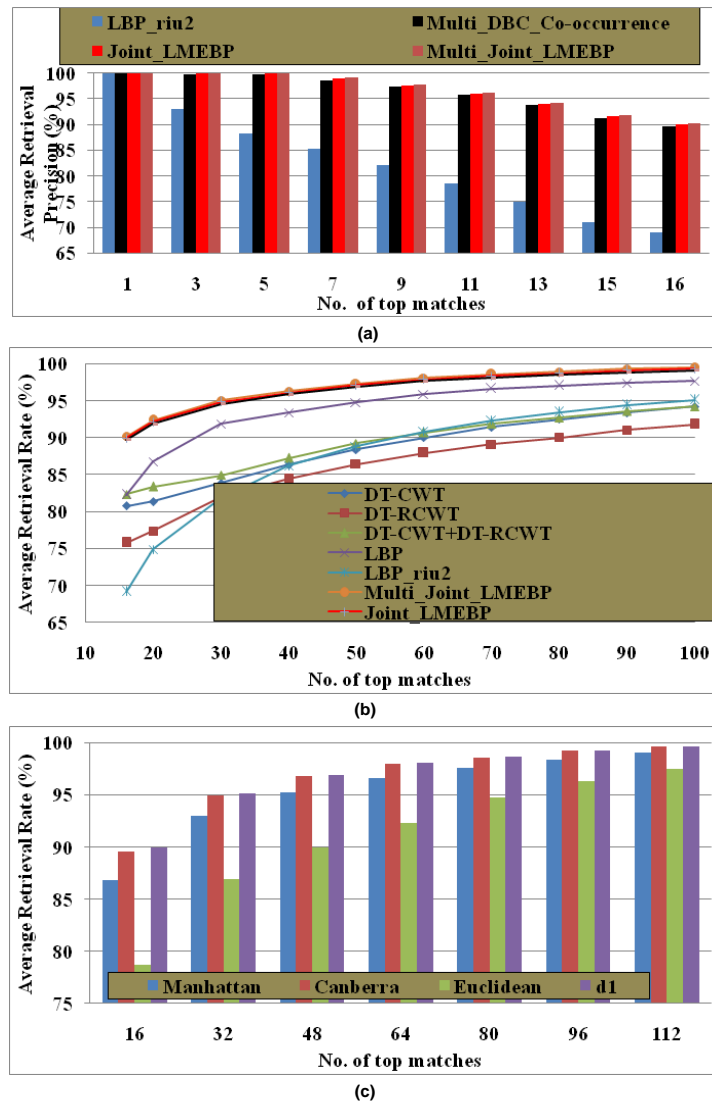 LBP_riu2 Multi_DBC_Co-occurrence
Joint_LMEBP Multi_Joint_LMEBP
Average Retrieval
Precision (%)
100
95
90
85
80
75
70
65
1 3 5 7 9 11 13 15 16
No. of top matches
(a)
Average Retrieval Rate (%)
100
95
90
85
80
75
70
65
DT-CWT
DT-RCWT
DT-CWT+DT-RCWT
LBP
LBP_riu2
Multi_Joint_LMEBP
Joint_LMEBP
10 20 30 40 50 60 70 80 90 100
No. of top matches
(b)
Average Retrieval Rate (%)
100
95
90
85
80
75
Manhattan Canberra Euclidean d1
16 32 48 64 80 96 112
No. of top matches
(c)